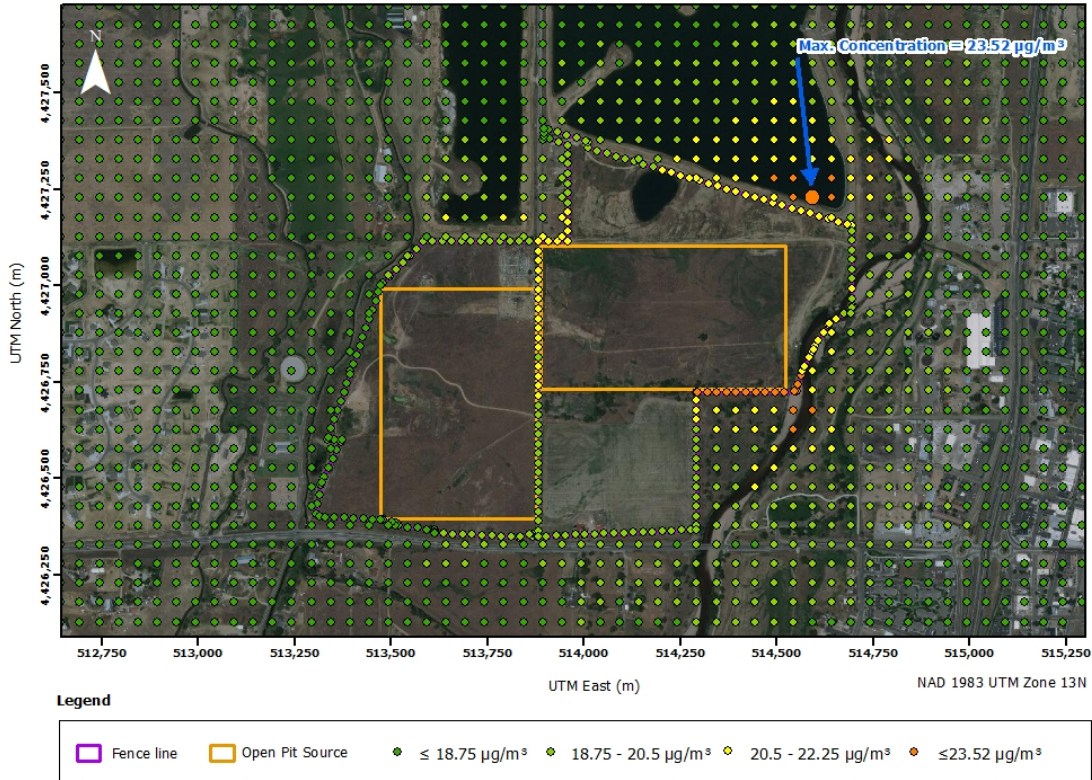 Max. Concentration = 23.52 µg/m³
N
4,427,500
4,427,250
4,427,000
4,426,750
4,426,500
4,426,250
UTM North (m)
512,750 513,000 513,250 513,500 513,750 514,000 514,250 514,500 514,750 515,000 515,250
UTM East (m)
NAD 1983 UTM Zone 13N
Legend
Fence line Open Pit Source ≤ 18.75 µg/m³ 18.75 - 20.5 µg/m³ 20.5 - 22.25 µg/m³ ≤23.52 µg/m³